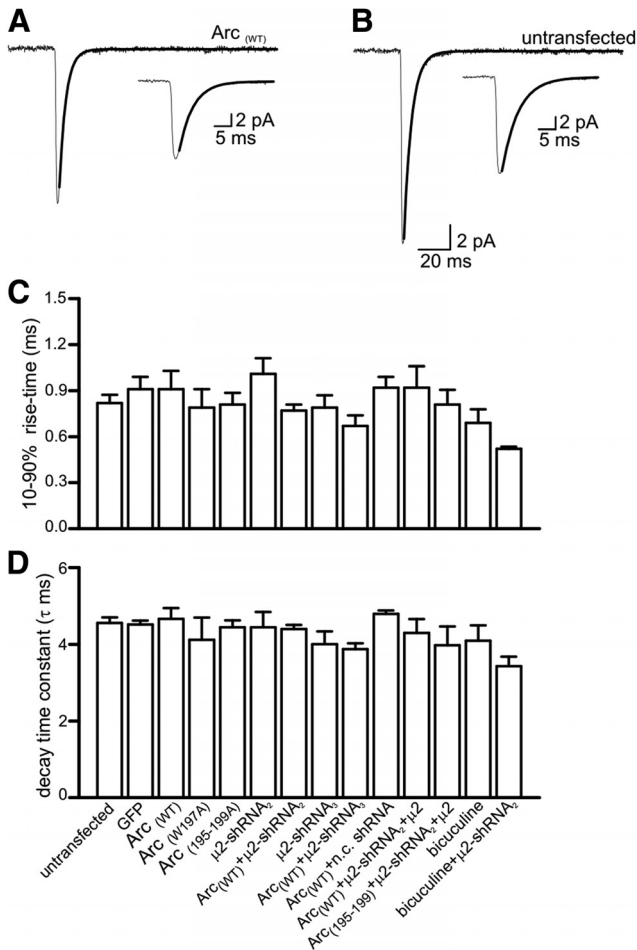 A
Arc (WT)
2 pA
5 ms
B
untransfected
2 pA
5 ms
2 pA
20 ms
C
10-90% rise-time (ms)
1.5
1.2
0.9
0.6
0.3
0.0
D
decay time constant (τ ms)
6
4
2
0
untransfected
GFP
Arc (WT)
Arc (W197A)
Arc (195-199A)
μ2-shRNA₂
Arc(WT)+μ2-shRNA₂
μ2-shRNA₃
Arc(WT)+μ2-shRNA₃
Arc(WT)+n.c. shRNA
Arc(WT)+μ2-shRNA₂+μ2
Arc(195-199)+μ2-shRNA₂+μ2
bicuculine
bicuculine+μ2-shRNA₂